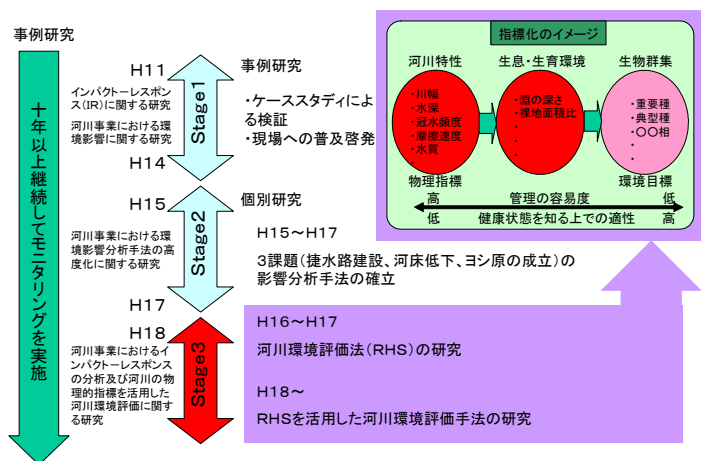 事例研究
十年以上継続してモニタリングを実施
H11
インパクトーレスポン
ス(IR)に関する研究
河川事業における環
境影響に関する研究
H14
Stage1
事例研究
・ケーススタディによ
る検証
・現場への普及啓発
H15
河川事業における環
境影響分析手法の高
度化に関する研究
H17
Stage2
個別研究
H15～H17
3課題(捷水路建設、河床低下、ヨシ原の成立)の
影響分析手法の確立
H18
河川事業におけるイ
ンパクトーレスポンス
の分析及び河川の物
理的指標を活用した
河川環境評価に関す
る研究
Stage3
H16～H17
河川環境評価法(RHS)の研究
H18～
RHSを活用した河川環境評価手法の研究
指標化のイメージ
河川特性
・川幅
・水深
・冠水頻度
・摩擦速度
・水質
・
物理指標
生息・生育環境
・淵の深さ
・裸地面積比
・
・
・
生物群集
・重要種
・典型種
・〇〇相
・
・
環境目標
高 管理の容易度 低
低 健康状態を知る上での適性 高